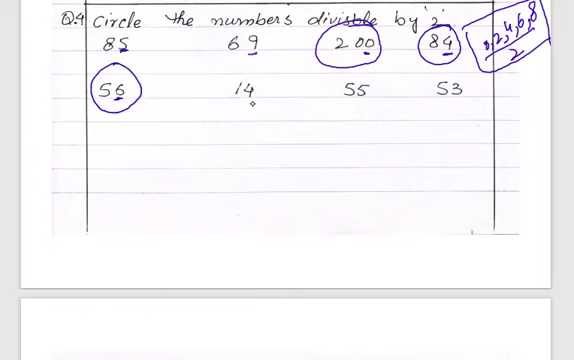 Q.4 Circle the numbers divisible by '2'.
85 69 200 84
56 14 55 53
0,2,4,6,8
2